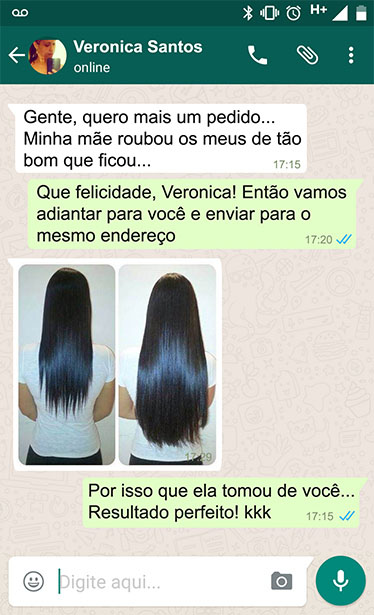 H+
Veronica Santos
online
Gente, quero mais um pedido...
Minha mãe roubou os meus de tão
bom que ficou...
17:15
Que felicidade, Veronica! Então vamos
adiantar para você e enviar para o
mesmo endereço
17:20
17:29
Por isso que ela tomou de você...
Resultado perfeito! kkk
17:15
Digite aqui...